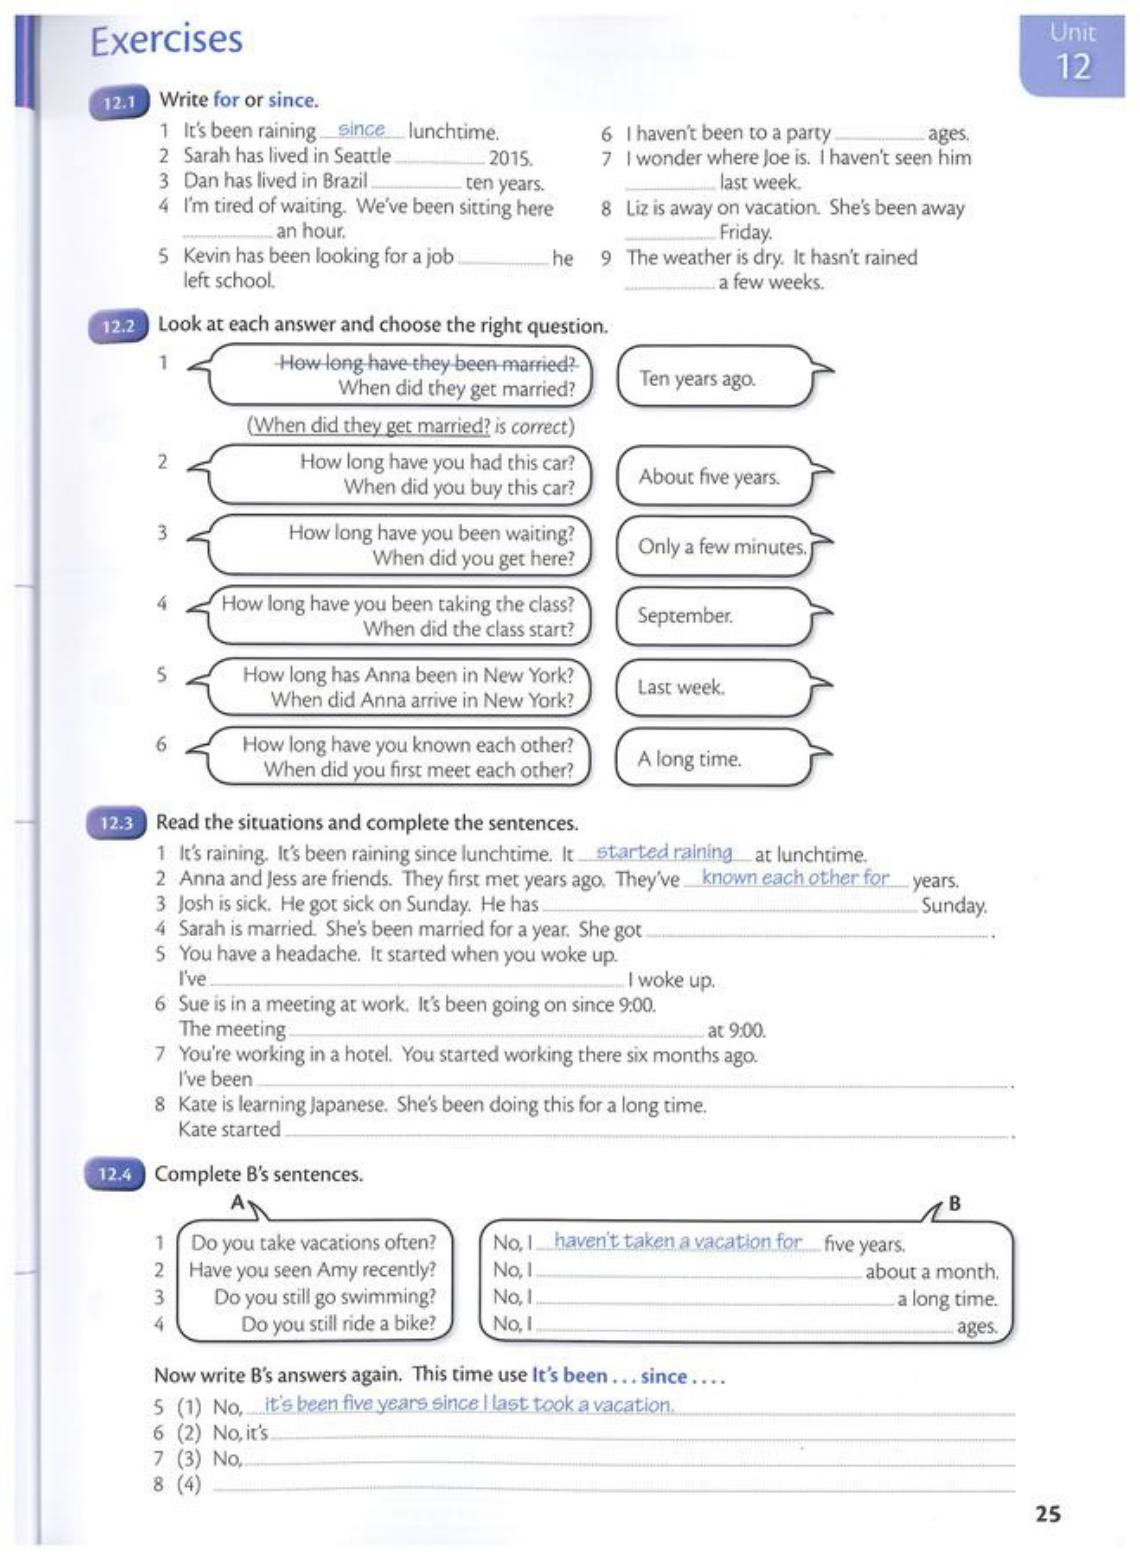 Exercises
Unit
12
12.1 Write for or since.
1 It's been raining since lunchtime.
2 Sarah has lived in Seattle 2015.
3 Dan has lived in Brazil ten years.
4 I'm tired of waiting. We've been sitting here
an hour.
5 Kevin has been looking for a job he
left school.
6 I haven't been to a party ages.
7 I wonder where Joe is. I haven't seen him
last week.
8 Liz is away on vacation. She's been away
Friday.
9 The weather is dry. It hasn't rained
a few weeks.
12.2 Look at each answer and choose the right question.
1 How long have they been married?
When did they get married?
Ten years ago.
(When did they get married? is correct)
2 How long have you had this car?
When did you buy this car?
About five years.
3 How long have you been waiting?
When did you get here?
Only a few minutes.
4 How long have you been taking the class?
When did the class start?
September.
5 How long has Anna been in New York?
When did Anna arrive in New York?
Last week.
6 How long have you known each other?
When did you first meet each other?
A long time.
12.3 Read the situations and complete the sentences.
1 It's raining. It's been raining since lunchtime. It started raining at lunchtime.
2 Anna and Jess are friends. They first met years ago. They've known each other for years.
3 Josh is sick. He got sick on Sunday. He has Sunday.
4 Sarah is married. She's been married for a year. She got .
5 You have a headache. It started when you woke up.
I've I woke up.
6 Sue is in a meeting at work. It's been going on since 9:00.
The meeting at 9:00.
7 You're working in a hotel. You started working there six months ago.
I've been .
8 Kate is learning Japanese. She's been doing this for a long time.
Kate started .
12.4 Complete B's sentences.
A
B
1 Do you take vacations often? No, I haven't taken a vacation for five years.
2 Have you seen Amy recently? No, I about a month.
3 Do you still go swimming? No, I a long time.
4 Do you still ride a bike? No, I ages.
Now write B's answers again. This time use It's been ... since ....
5 (1) No, it's been five years since I last took a vacation.
6 (2) No, it's
7 (3) No,
8 (4)
25